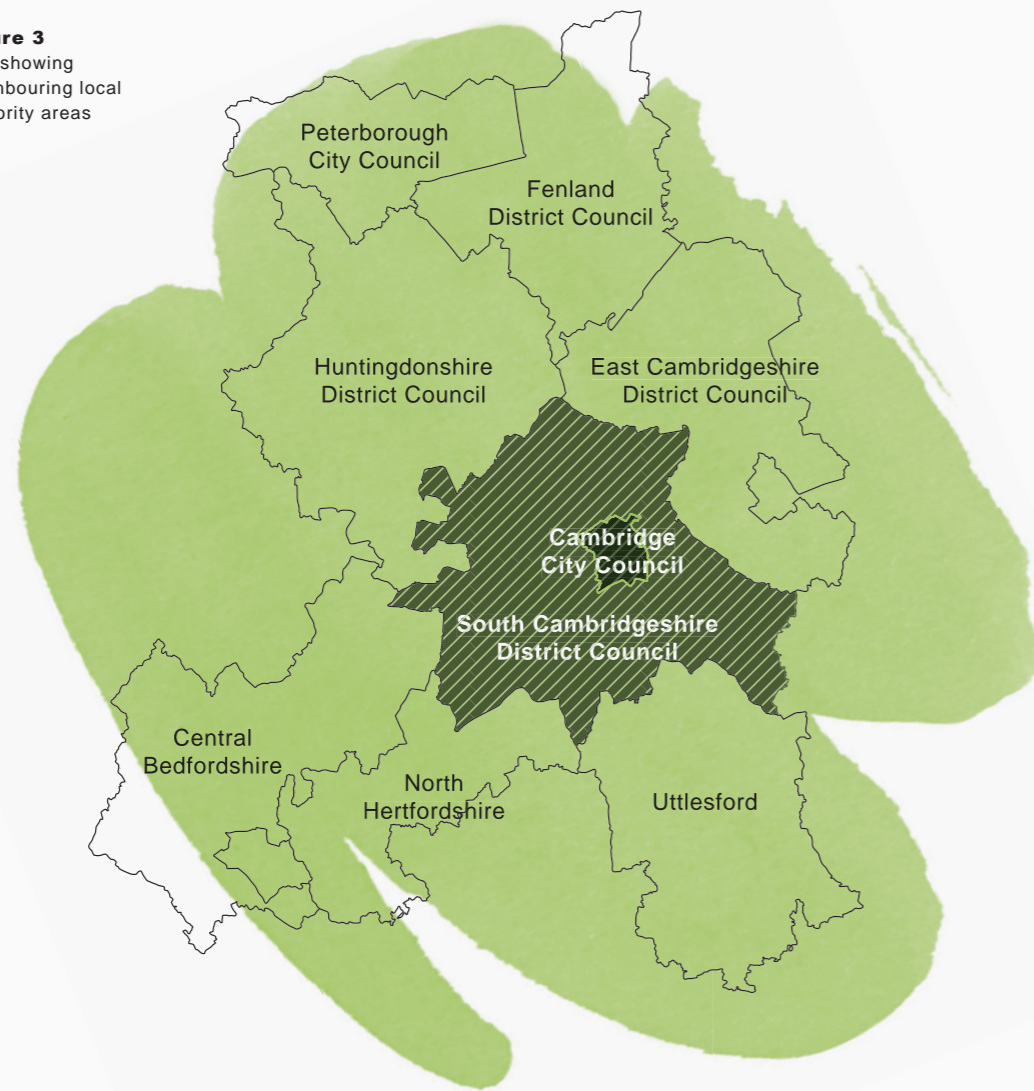 ure 3
showing
nbouring local
ority areas
Peterborough
City Council
Fenland
District Council
Huntingdonshire
District Council
East Cambridgeshire
District Council
Cambridge
City Council
South Cambridgeshire
District Council
Central
Bedfordshire
North
Hertfordshire
Uttlesford